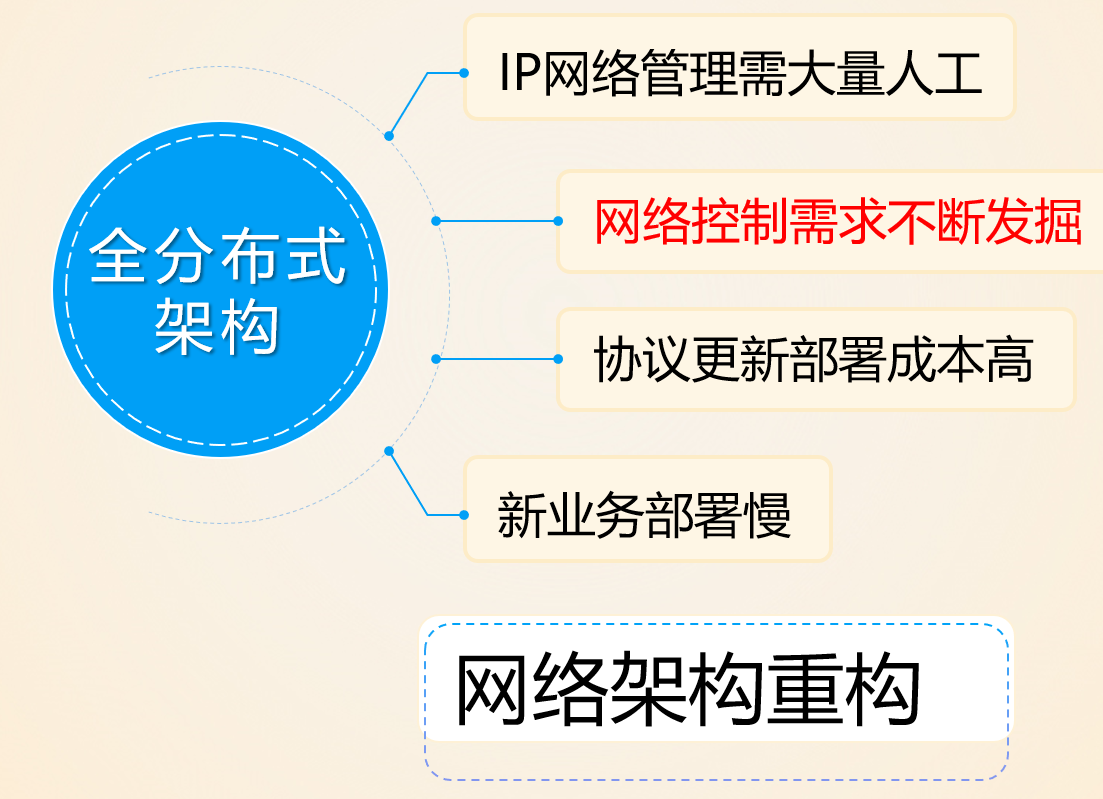 全分布式
架构
IP网络管理需大量人工
网络控制需求不断发掘
协议更新部署成本高
新业务部署慢
网络架构重构